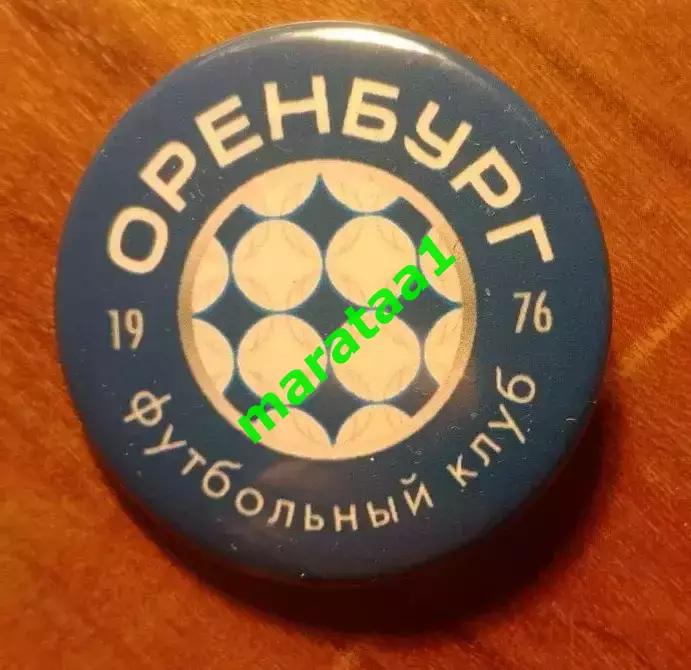 ОРЕНБУРГ
19 76
футбольный клуб
marataa1